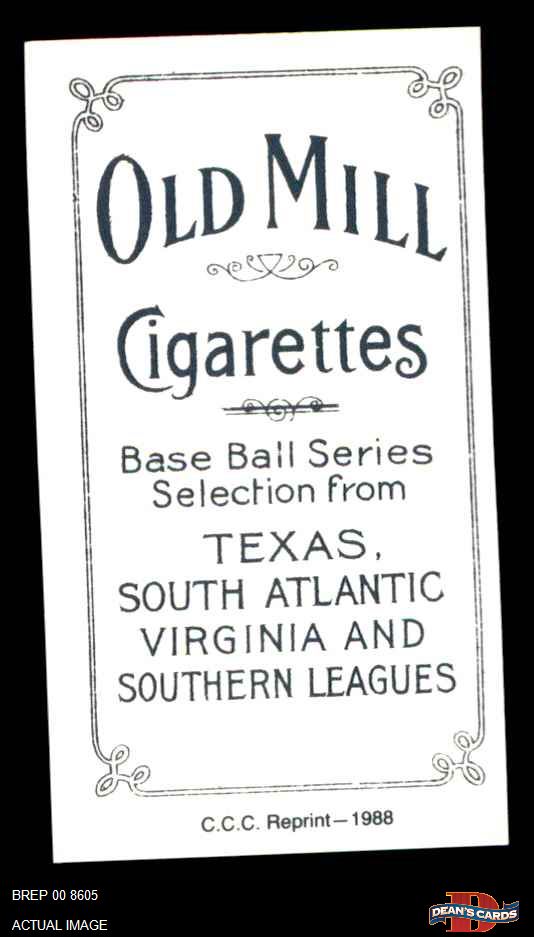 OLD MILL
Cigarettes
Base Ball Series
Selection from
TEXAS,
SOUTH ATLANTIC
VIRGINIA AND
SOUTHERN LEAGUES
C.C.C. Reprint—1988
BREP 00 8605
ACTUAL IMAGE
D
DEAN'S CARDS